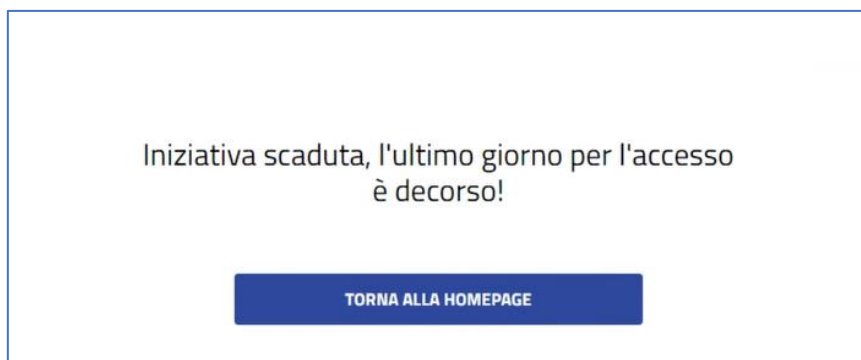 Iniziativa scaduta, l'ultimo giorno per l'accesso
è decorso!
TORNA ALLA HOMEPAGE